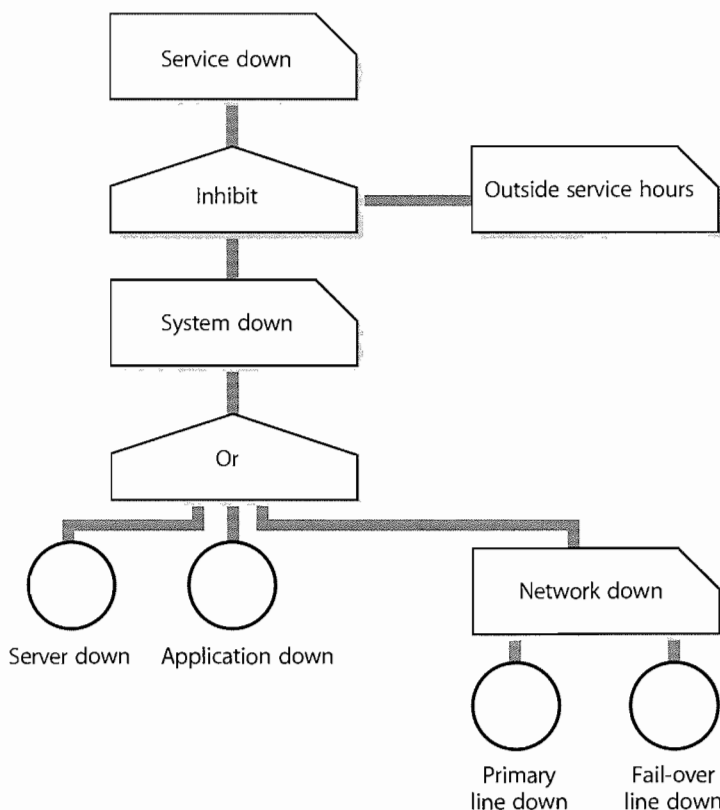 Service down
Inhibit
Outside service hours
System down
Or
Server down
Application down
Network down
Primary
line down
Fail-over
line down